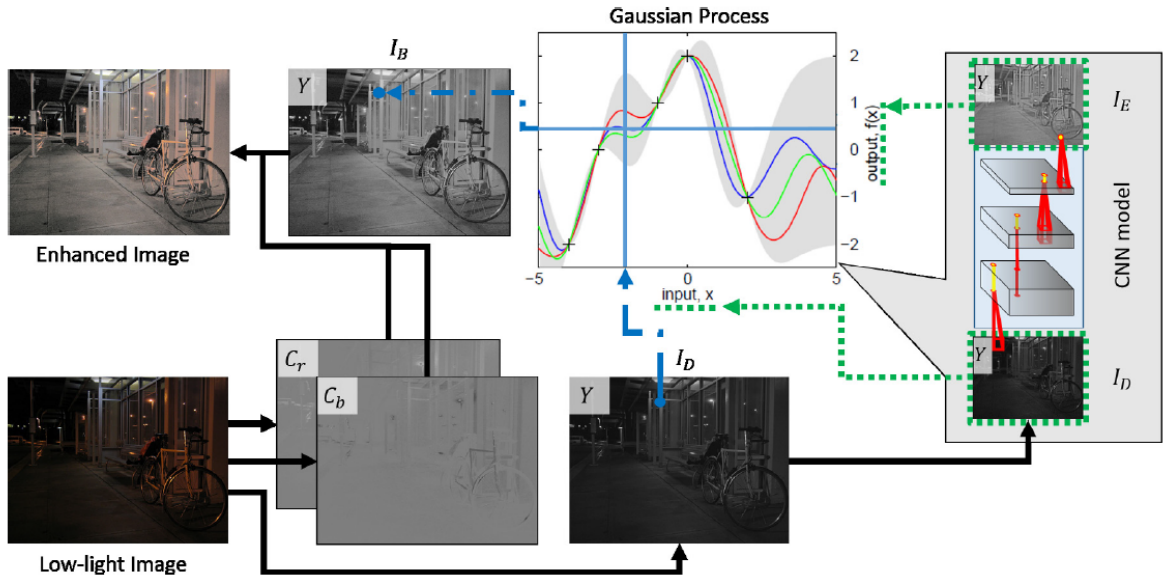 Gaussian Process
I_B
Y
Enhanced Image
2
1
0
−1
−2
output, f(x)
−5
0
5
input, x
Y
I_E
CNN model
Y
I_D
C_r
C_b
I_D
Y
Low-light Image